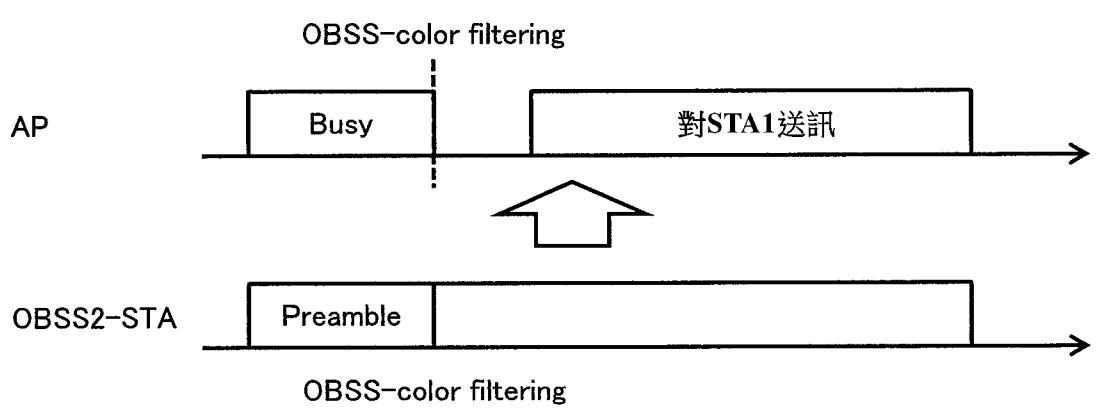 OBSS-color filtering
AP
Busy
對STA1送訊
OBSS2-STA
Preamble
OBSS-color filtering